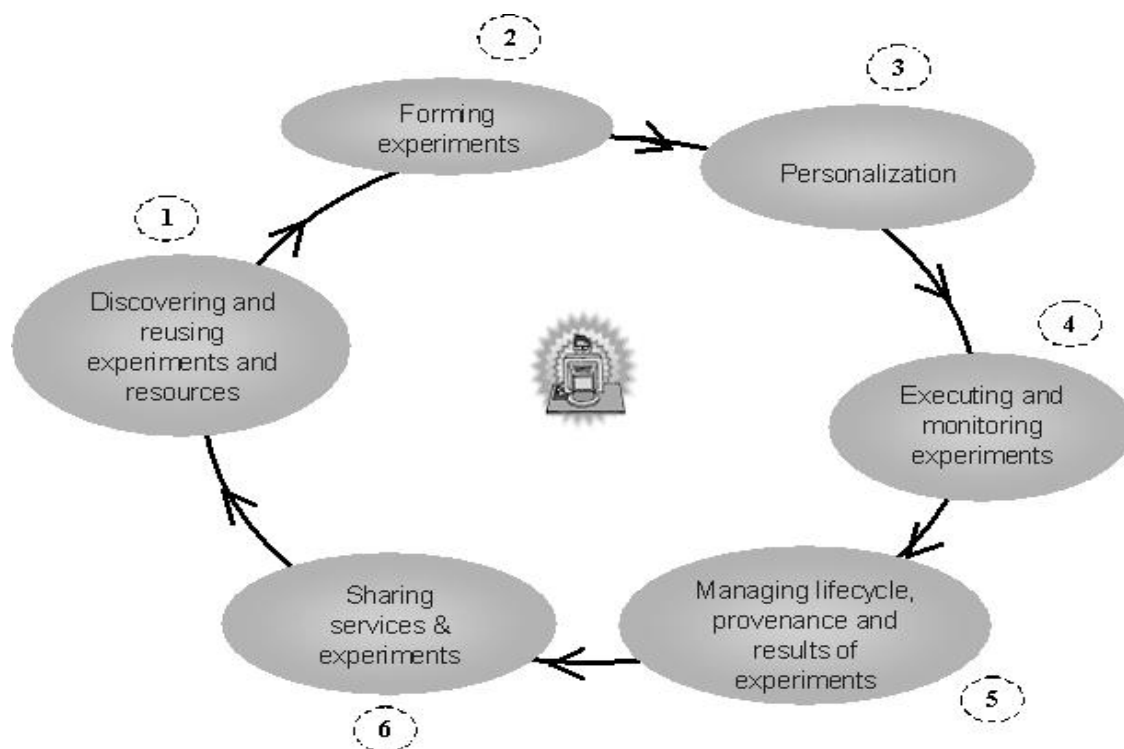 1
Discovering and
reusing
experiments and
resources
2
Forming
experiments
3
Personalization
4
Executing and
monitoring
experiments
5
Managing lifecycle,
provenance and
results of
experiments
6
Sharing
services &
experiments